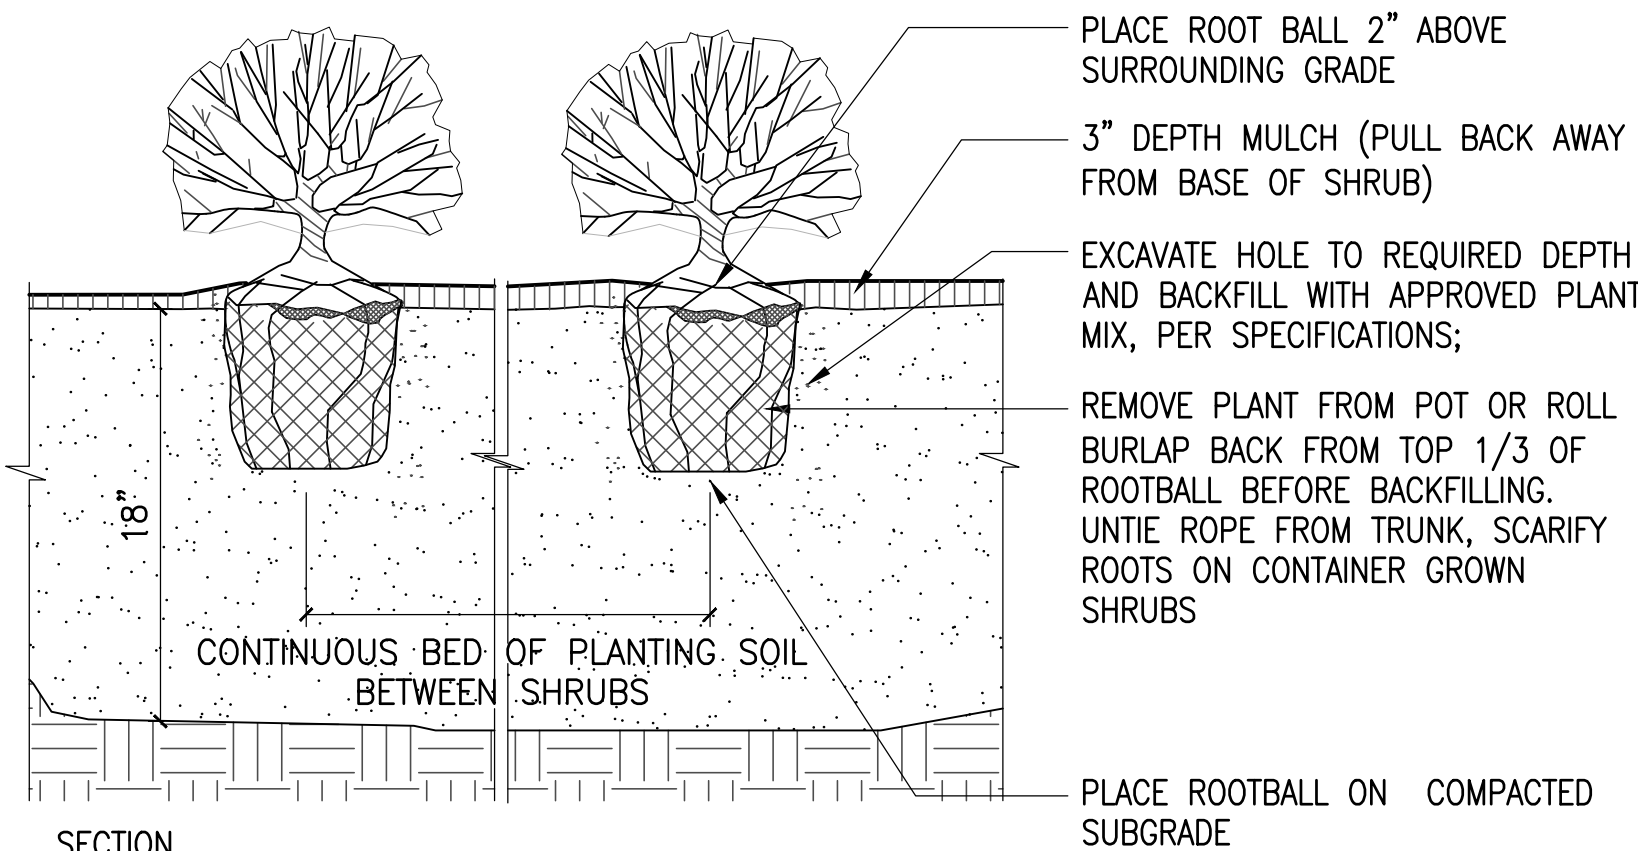 PLACE ROOT BALL 2” ABOVE
SURROUNDING GRADE
3” DEPTH MULCH (PULL BACK AWAY
FROM BASE OF SHRUB)
EXCAVATE HOLE TO REQUIRED DEPTH
AND BACKFILL WITH APPROVED PLANT
MIX, PER SPECIFICATIONS;
REMOVE PLANT FROM POT OR ROLL
BURLAP BACK FROM TOP 1/3 OF
ROOTBALL BEFORE BACKFILLING.
UNTIE ROPE FROM TRUNK, SCARIFY
ROOTS ON CONTAINER GROWN
SHRUBS
18”
CONTINUOUS BED OF PLANTING SOIL
BETWEEN SHRUBS
PLACE ROOTBALL ON COMPACTED
SUBGRADE
SECTION